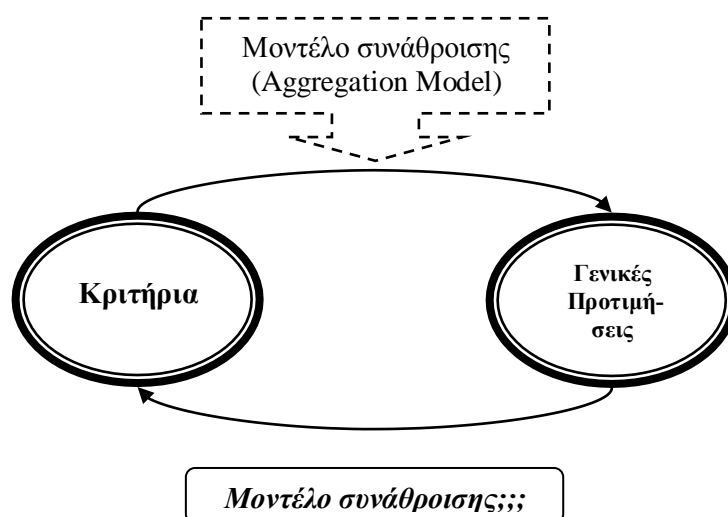 Μοντέλο συνάθροισης
(Aggregation Model)
Κριτήρια
Γενικές
Προτιμή-
σεις
Μοντέλο συνάθροισης;;;